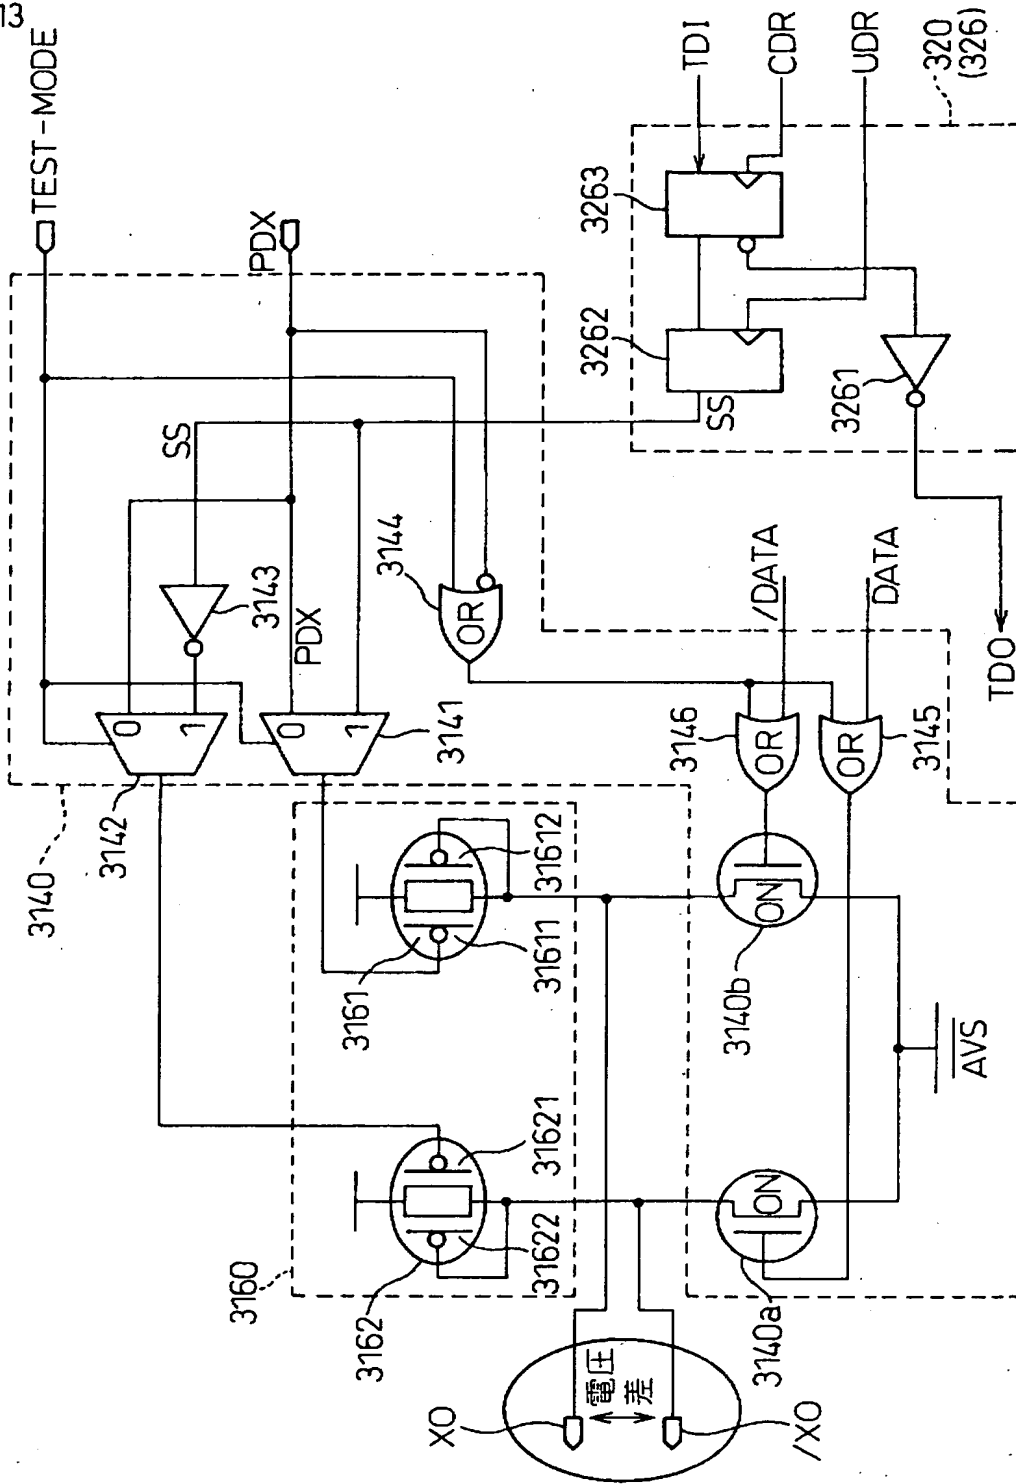 13
TEST-MODE
PDX
TDI
CDR
UDR
320
(326)
3263
3262
SS
3261
SS
3143
3144
OR
PDX
0
1
3142
0
1
3141
3140
/DATA
DATA
TDO
3146
OR
OR
3145
31612
31611
3161
3160
31621
31622
3162
ON
3140b
ON
3140a
AVS
XO
電圧
差
/XO